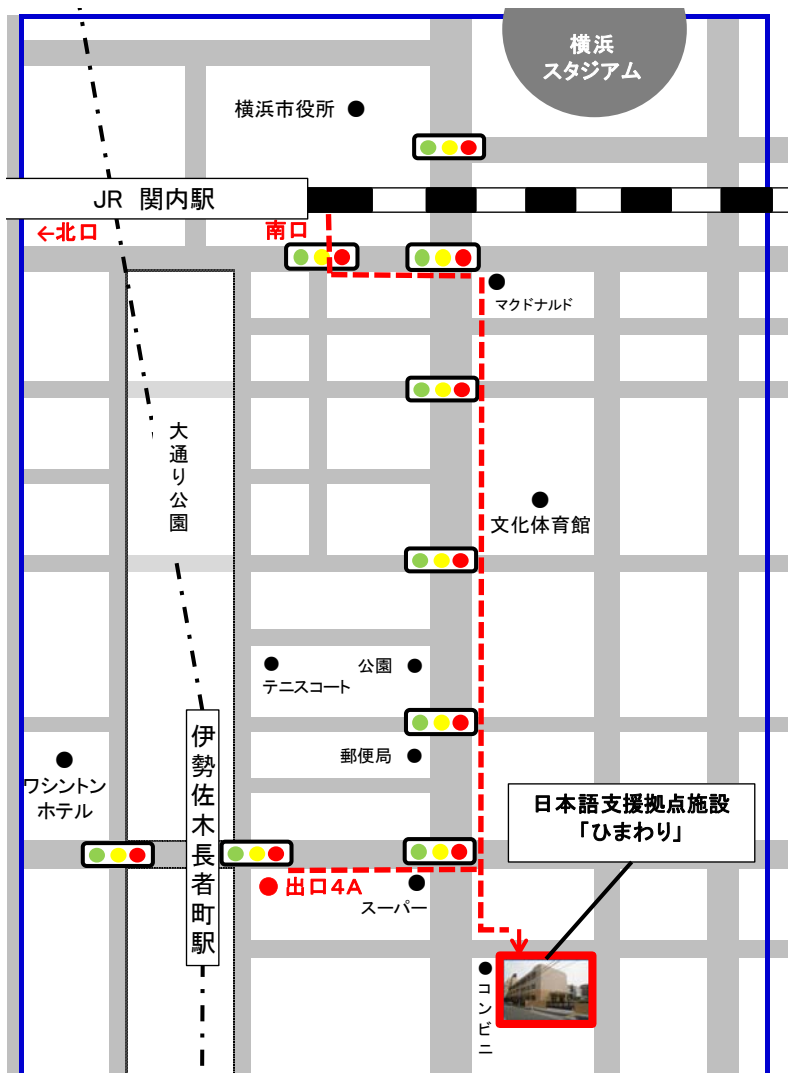 横浜
スタジアム
横浜市役所
JR 関内駅
←北口
南口
マクドナルド
大通り公園
文化体育館
公園
テニスコート
郵便局
伊勢佐木長者町駅
ワシントン
ホテル
日本語支援拠点施設
「ひまわり」
出口4A
スーパー
コンビニ